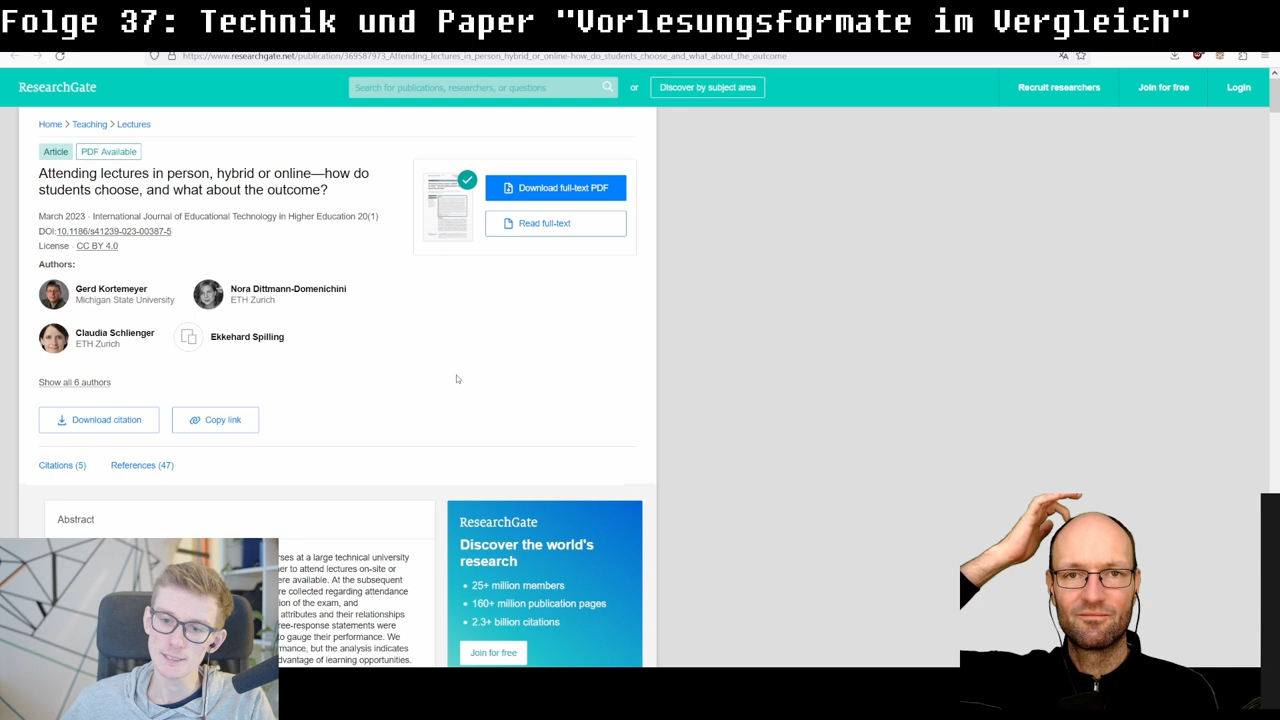 Folge 37: Technik und Paper "Vorlesungsformate im Vergleich"
https://www.researchgate.net/publication/369587973_Attending_lectures_in_person_hybrid_or_online-how_do_students_choose_and_what_about_the_outcome
ResearchGate
Search for publications, researchers, or questions
or
Discover by subject area
Recruit researchers
Join for free
Login
Home > Teaching > Lectures
Article
PDF Available
Attending lectures in person, hybrid or online—how do
students choose, and what about the outcome?
March 2023 · International Journal of Educational Technology in Higher Education 20(1)
DOI:10.1186/s41239-023-00387-5
License · CC BY 4.0
Download full-text PDF
Read full-text
Authors:
Gerd Kortemeyer
Michigan State University
Nora Dittmann-Domenichini
ETH Zurich
Claudia Schlienger
ETH Zurich
Ekkehard Spilling
Show all 6 authors
Download citation
Copy link
Citations (5)
References (47)
Abstract
rses at a large technical university
er to attend lectures on-site or
ere available. At the subsequent
re collected regarding attendance
ion of the exam, and
attributes and their relationships
ree-response statements were
to gauge their performance. We
mance, but the analysis indicates
dvantage of learning opportunities.
ResearchGate
Discover the world's
research
• 25+ million members
• 160+ million publication pages
• 2.3+ billion citations
Join for free